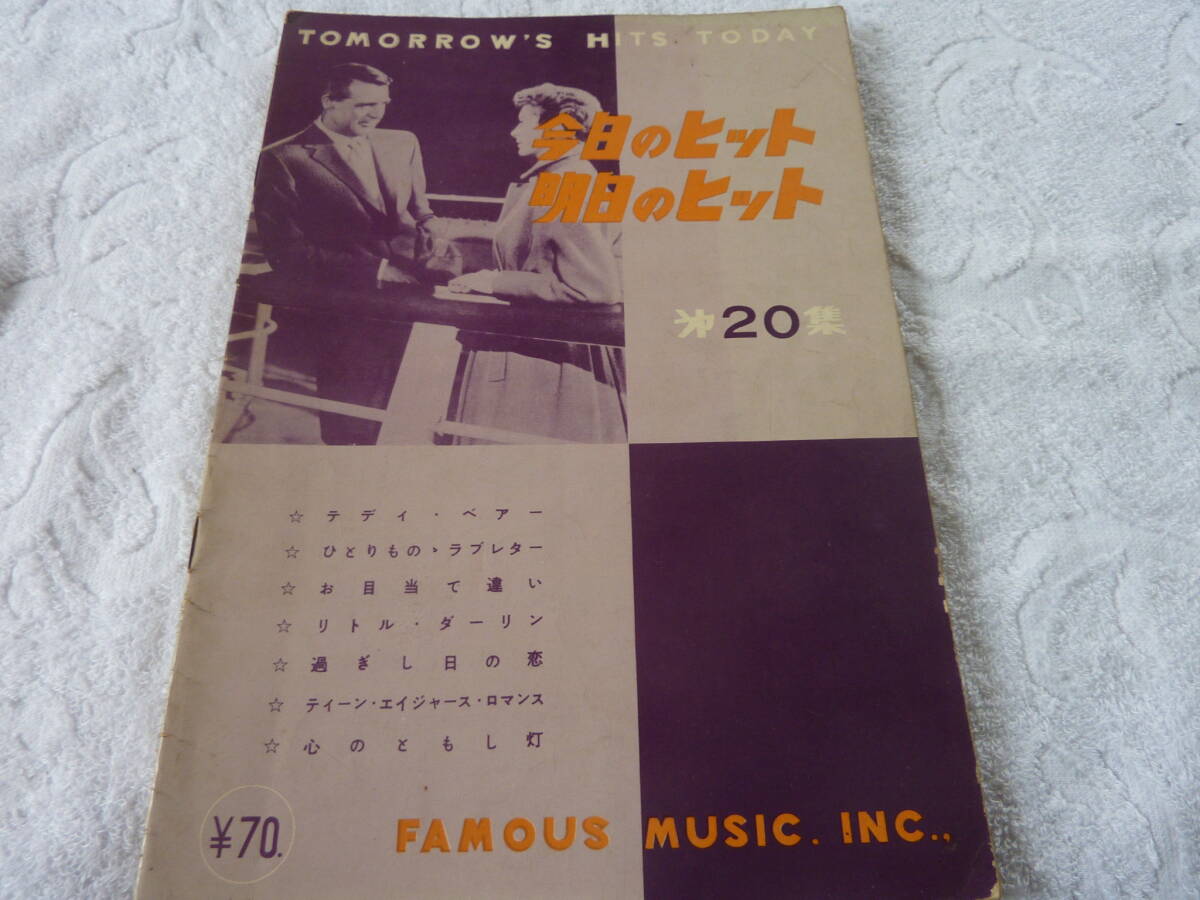 TOMORROW'S HITS TODAY
今日のヒット
明日のヒット
㐧20集
☆ テディ・ベアー
☆ ひとりものゝラブレター
☆ お目当て違い
☆ リトル・ダーリン
☆ 過ぎし日の恋
☆ ティーン・エイジャース・ロマンス
☆ 心のともし灯
¥70.
FAMOUS MUSIC. INC.,